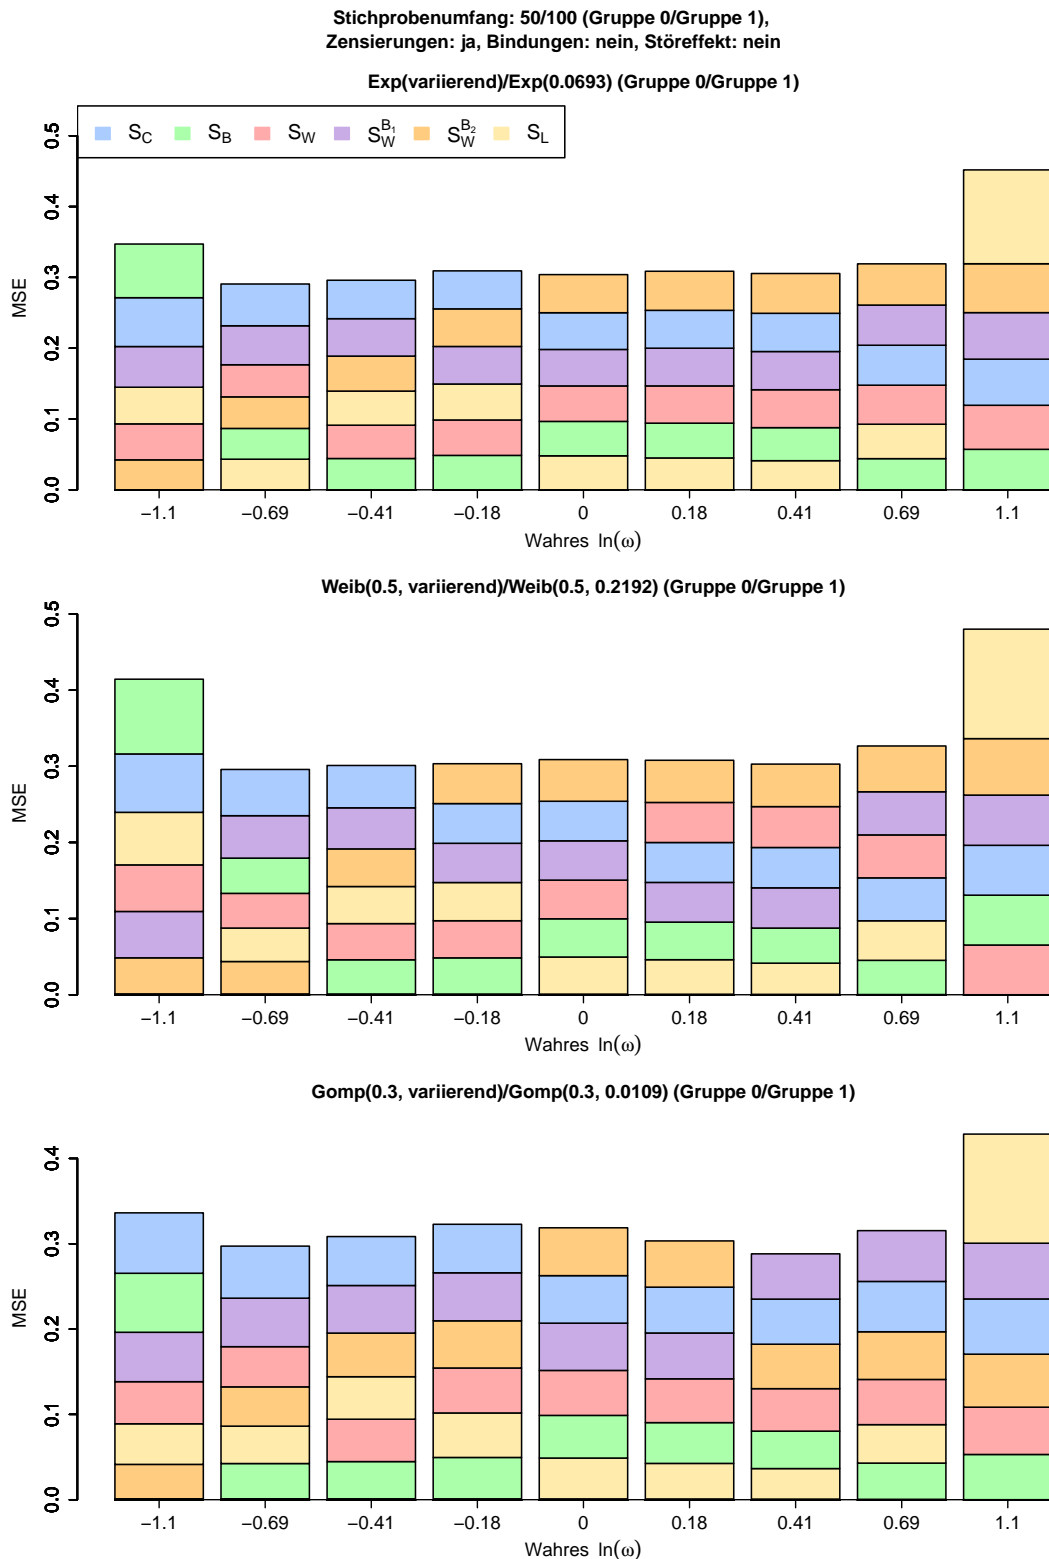 Stichprobenumfang: 50/100 (Gruppe 0/Gruppe 1),
Zensierungen: ja, Bindungen: nein, Störeffekt: nein
Exp(variierend)/Exp(0.0693) (Gruppe 0/Gruppe 1)
S_C S_B S_W S_W^{B_1} S_W^{B_2} S_L
MSE
0.5
0.4
0.3
0.2
0.1
0.0
−1.1 −0.69 −0.41 −0.18 0 0.18 0.41 0.69 1.1
Wahres ln(ω)
Weib(0.5, variierend)/Weib(0.5, 0.2192) (Gruppe 0/Gruppe 1)
MSE
0.5
0.4
0.3
0.2
0.1
0.0
−1.1 −0.69 −0.41 −0.18 0 0.18 0.41 0.69 1.1
Wahres ln(ω)
Gomp(0.3, variierend)/Gomp(0.3, 0.0109) (Gruppe 0/Gruppe 1)
MSE
0.4
0.3
0.2
0.1
0.0
−1.1 −0.69 −0.41 −0.18 0 0.18 0.41 0.69 1.1
Wahres ln(ω)